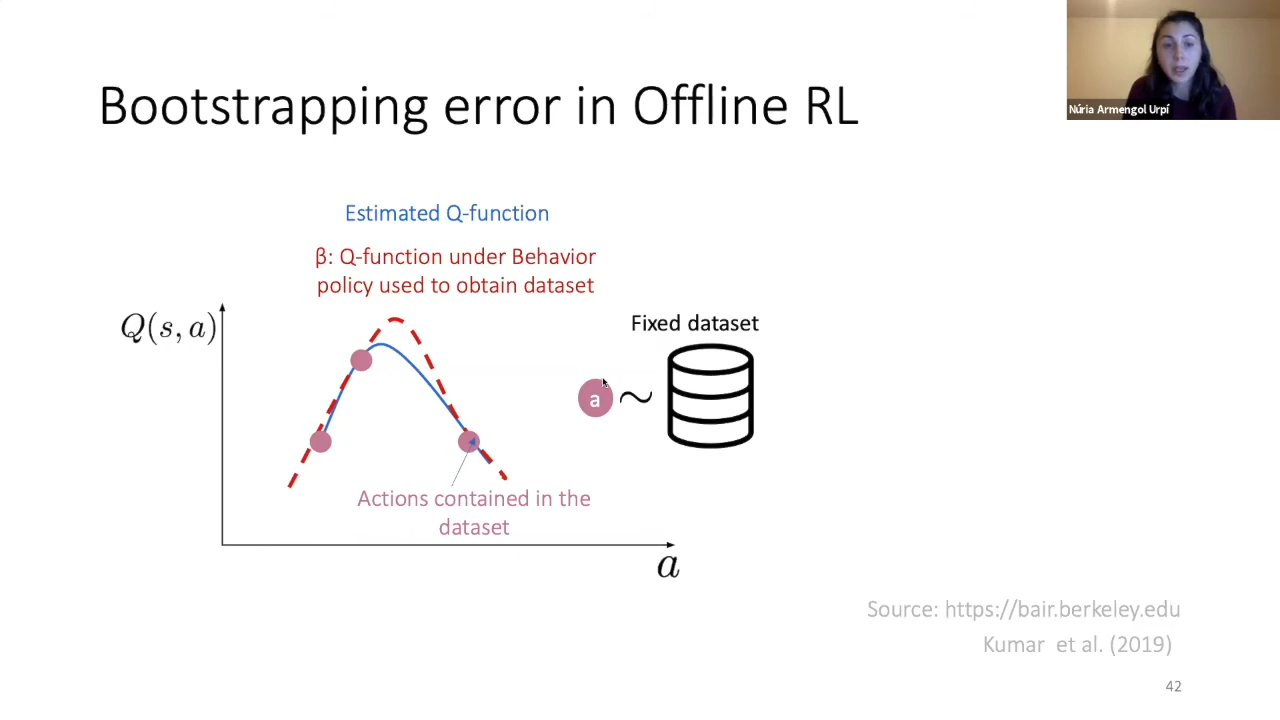 Bootstrapping error in Offline RL
Núria Armengol Urpí
Estimated Q-function
β: Q-function under Behavior
policy used to obtain dataset
Q(s, a)
Fixed dataset
a ~
Actions contained in the
dataset
a
Source: https://bair.berkeley.edu
Kumar et al. (2019)
42